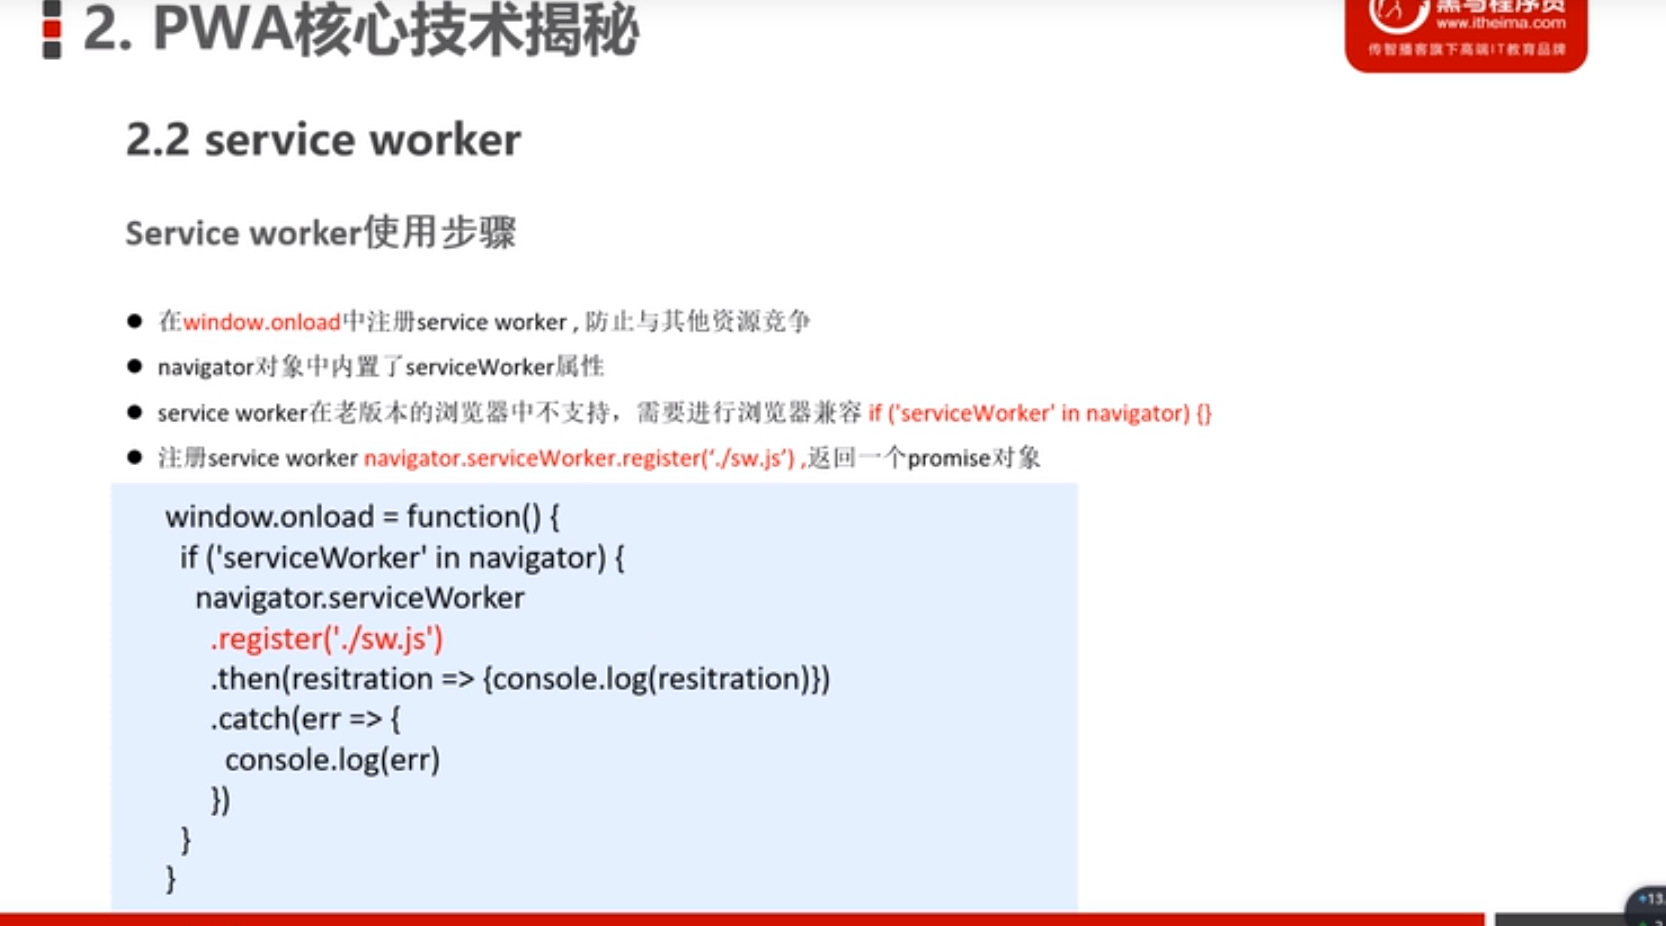 2. PWA核心技术揭秘
黑马程序员
www.itheima.com
传智播客旗下高端IT教育品牌
2.2 service worker
Service worker使用步骤
● 在window.onload中注册service worker , 防止与其他资源竞争
● navigator对象中内置了serviceWorker属性
● service worker在老版本的浏览器中不支持，需要进行浏览器兼容 if ('serviceWorker' in navigator) {}
● 注册service worker navigator.serviceWorker.register('./sw.js') ,返回一个promise对象
window.onload = function() {
if ('serviceWorker' in navigator) {
navigator.serviceWorker
.register('./sw.js')
.then(resitration => {console.log(resitration)})
.catch(err => {
console.log(err)
})
}
}